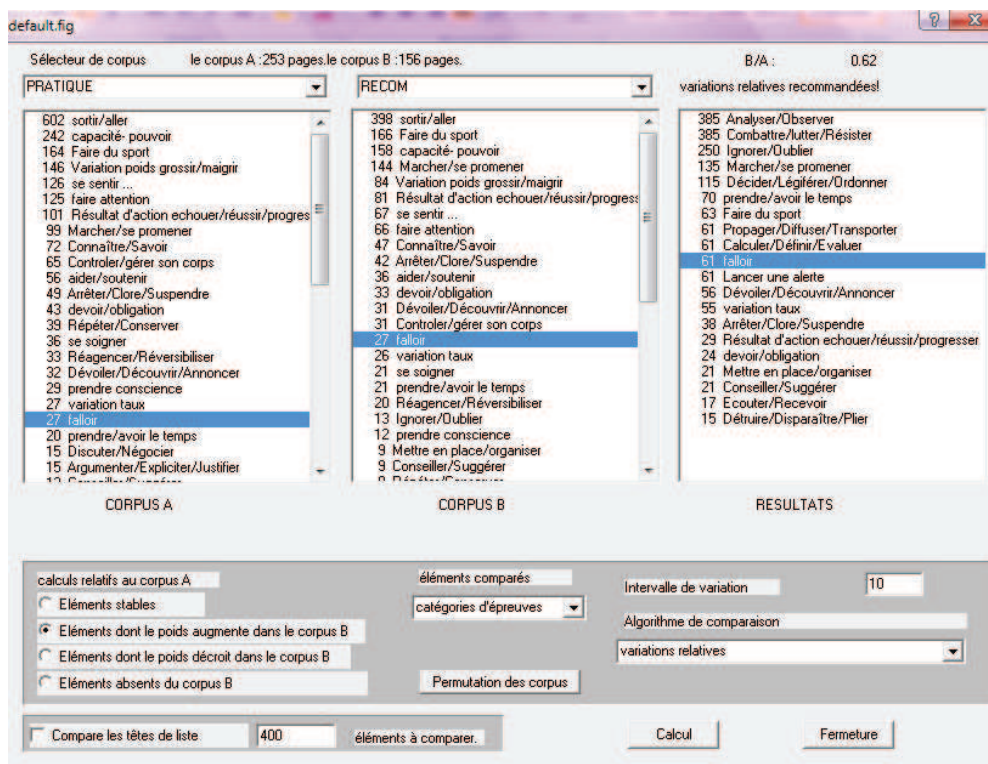 default.fig
Sélecteur de corpus le corpus A :253 pages.le corpus B :156 pages. B/A : 0.62
PRATIQUE
RECOM
variations relatives recommandées!
602 sortir/aller
242 capacité- pouvoir
164 Faire du sport
146 Variation poids grossir/maigrir
126 se sentir ...
125 faire attention
101 Résultat d'action echouer/réussir/progres
99 Marcher/se promener
72 Connaître/Savoir
65 Controler/gérer son corps
56 aider/soutenir
49 Arrêter/Clore/Suspendre
43 devoir/obligation
39 Répéter/Conserver
36 se soigner
33 Réagencer/Réversibiliser
32 Dévoiler/Découvrir/Annoncer
29 prendre conscience
27 variation taux
27 falloir
20 prendre/avoir le temps
15 Discuter/Négocier
15 Argumenter/Expliciter/Justifier
398 sortir/aller
166 Faire du sport
158 capacité- pouvoir
144 Marcher/se promener
84 Variation poids grossir/maigrir
81 Résultat d'action echouer/réussir/progress
67 se sentir ...
66 faire attention
47 Connaître/Savoir
42 Arrêter/Clore/Suspendre
36 aider/soutenir
33 devoir/obligation
31 Dévoiler/Découvrir/Annoncer
31 Controler/gérer son corps
27 falloir
26 variation taux
21 se soigner
21 prendre/avoir le temps
20 Réagencer/Réversibiliser
13 Ignorer/Oublier
12 prendre conscience
9 Mettre en place/organiser
9 Conseiller/Suggérer
385 Analyser/Observer
385 Combattre/lutter/Résister
250 Ignorer/Oublier
135 Marcher/se promener
115 Décider/Légiférer/Ordonner
70 prendre/avoir le temps
63 Faire du sport
61 Propager/Diffuser/Transporter
61 Calculer/Définir/Evaluer
61 falloir
61 Lancer une alerte
56 Dévoiler/Découvrir/Annoncer
55 variation taux
38 Arrêter/Clore/Suspendre
29 Résultat d'action echouer/réussir/progresser
24 devoir/obligation
21 Mettre en place/organiser
21 Conseiller/Suggérer
17 Ecouter/Recevoir
15 Détruire/Disparaître/Plier
CORPUS A
CORPUS B
RESULTATS
calculs relatifs au corpus A
Eléments stables
Eléments dont le poids augmente dans le corpus B
Eléments dont le poids décroit dans le corpus B
Eléments absents du corpus B
éléments comparés
catégories d'épreuves
Permutation des corpus
Intervalle de variation 10
Algorithme de comparaison
variations relatives
Compare les têtes de liste 400 éléments à comparer.
Calcul
Fermeture